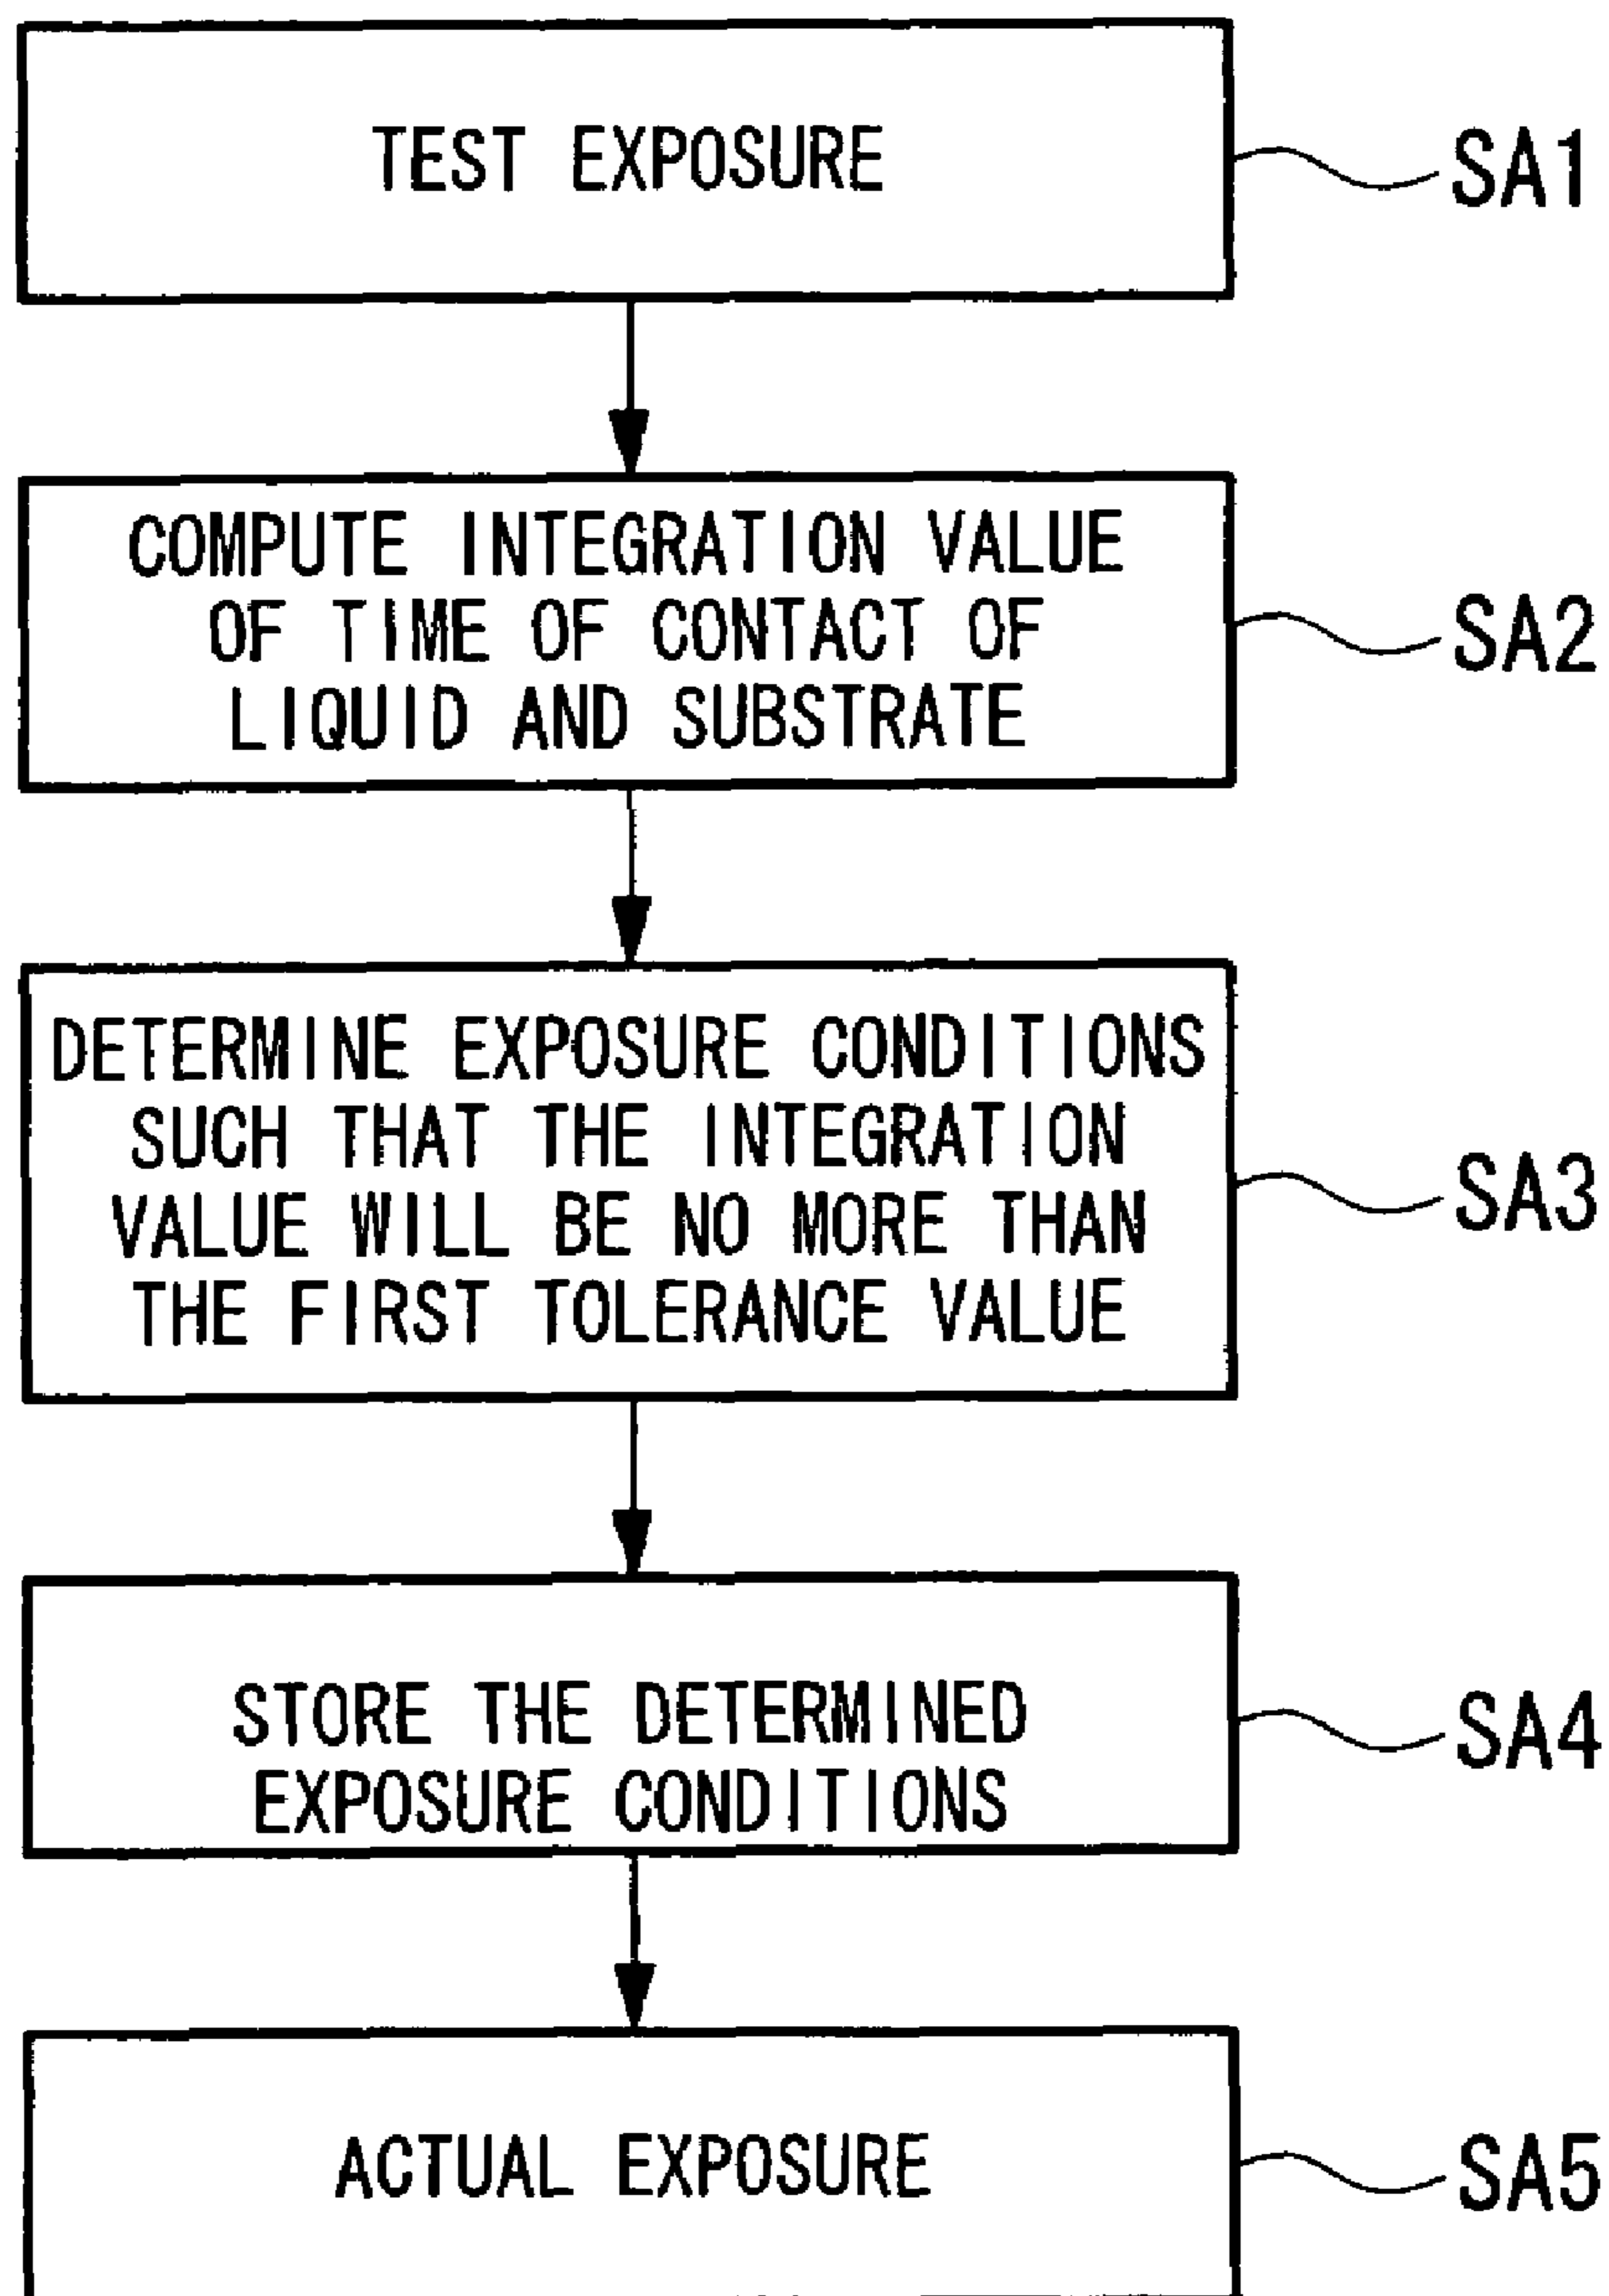 TEST EXPOSURE
SA1
COMPUTE INTEGRATION VALUE
OF TIME OF CONTACT OF
LIQUID AND SUBSTRATE
SA2
DETERMINE EXPOSURE CONDITIONS
SUCH THAT THE INTEGRATION
VALUE WILL BE NO MORE THAN
THE FIRST TOLERANCE VALUE
SA3
STORE THE DETERMINED
EXPOSURE CONDITIONS
SA4
ACTUAL EXPOSURE
SA5